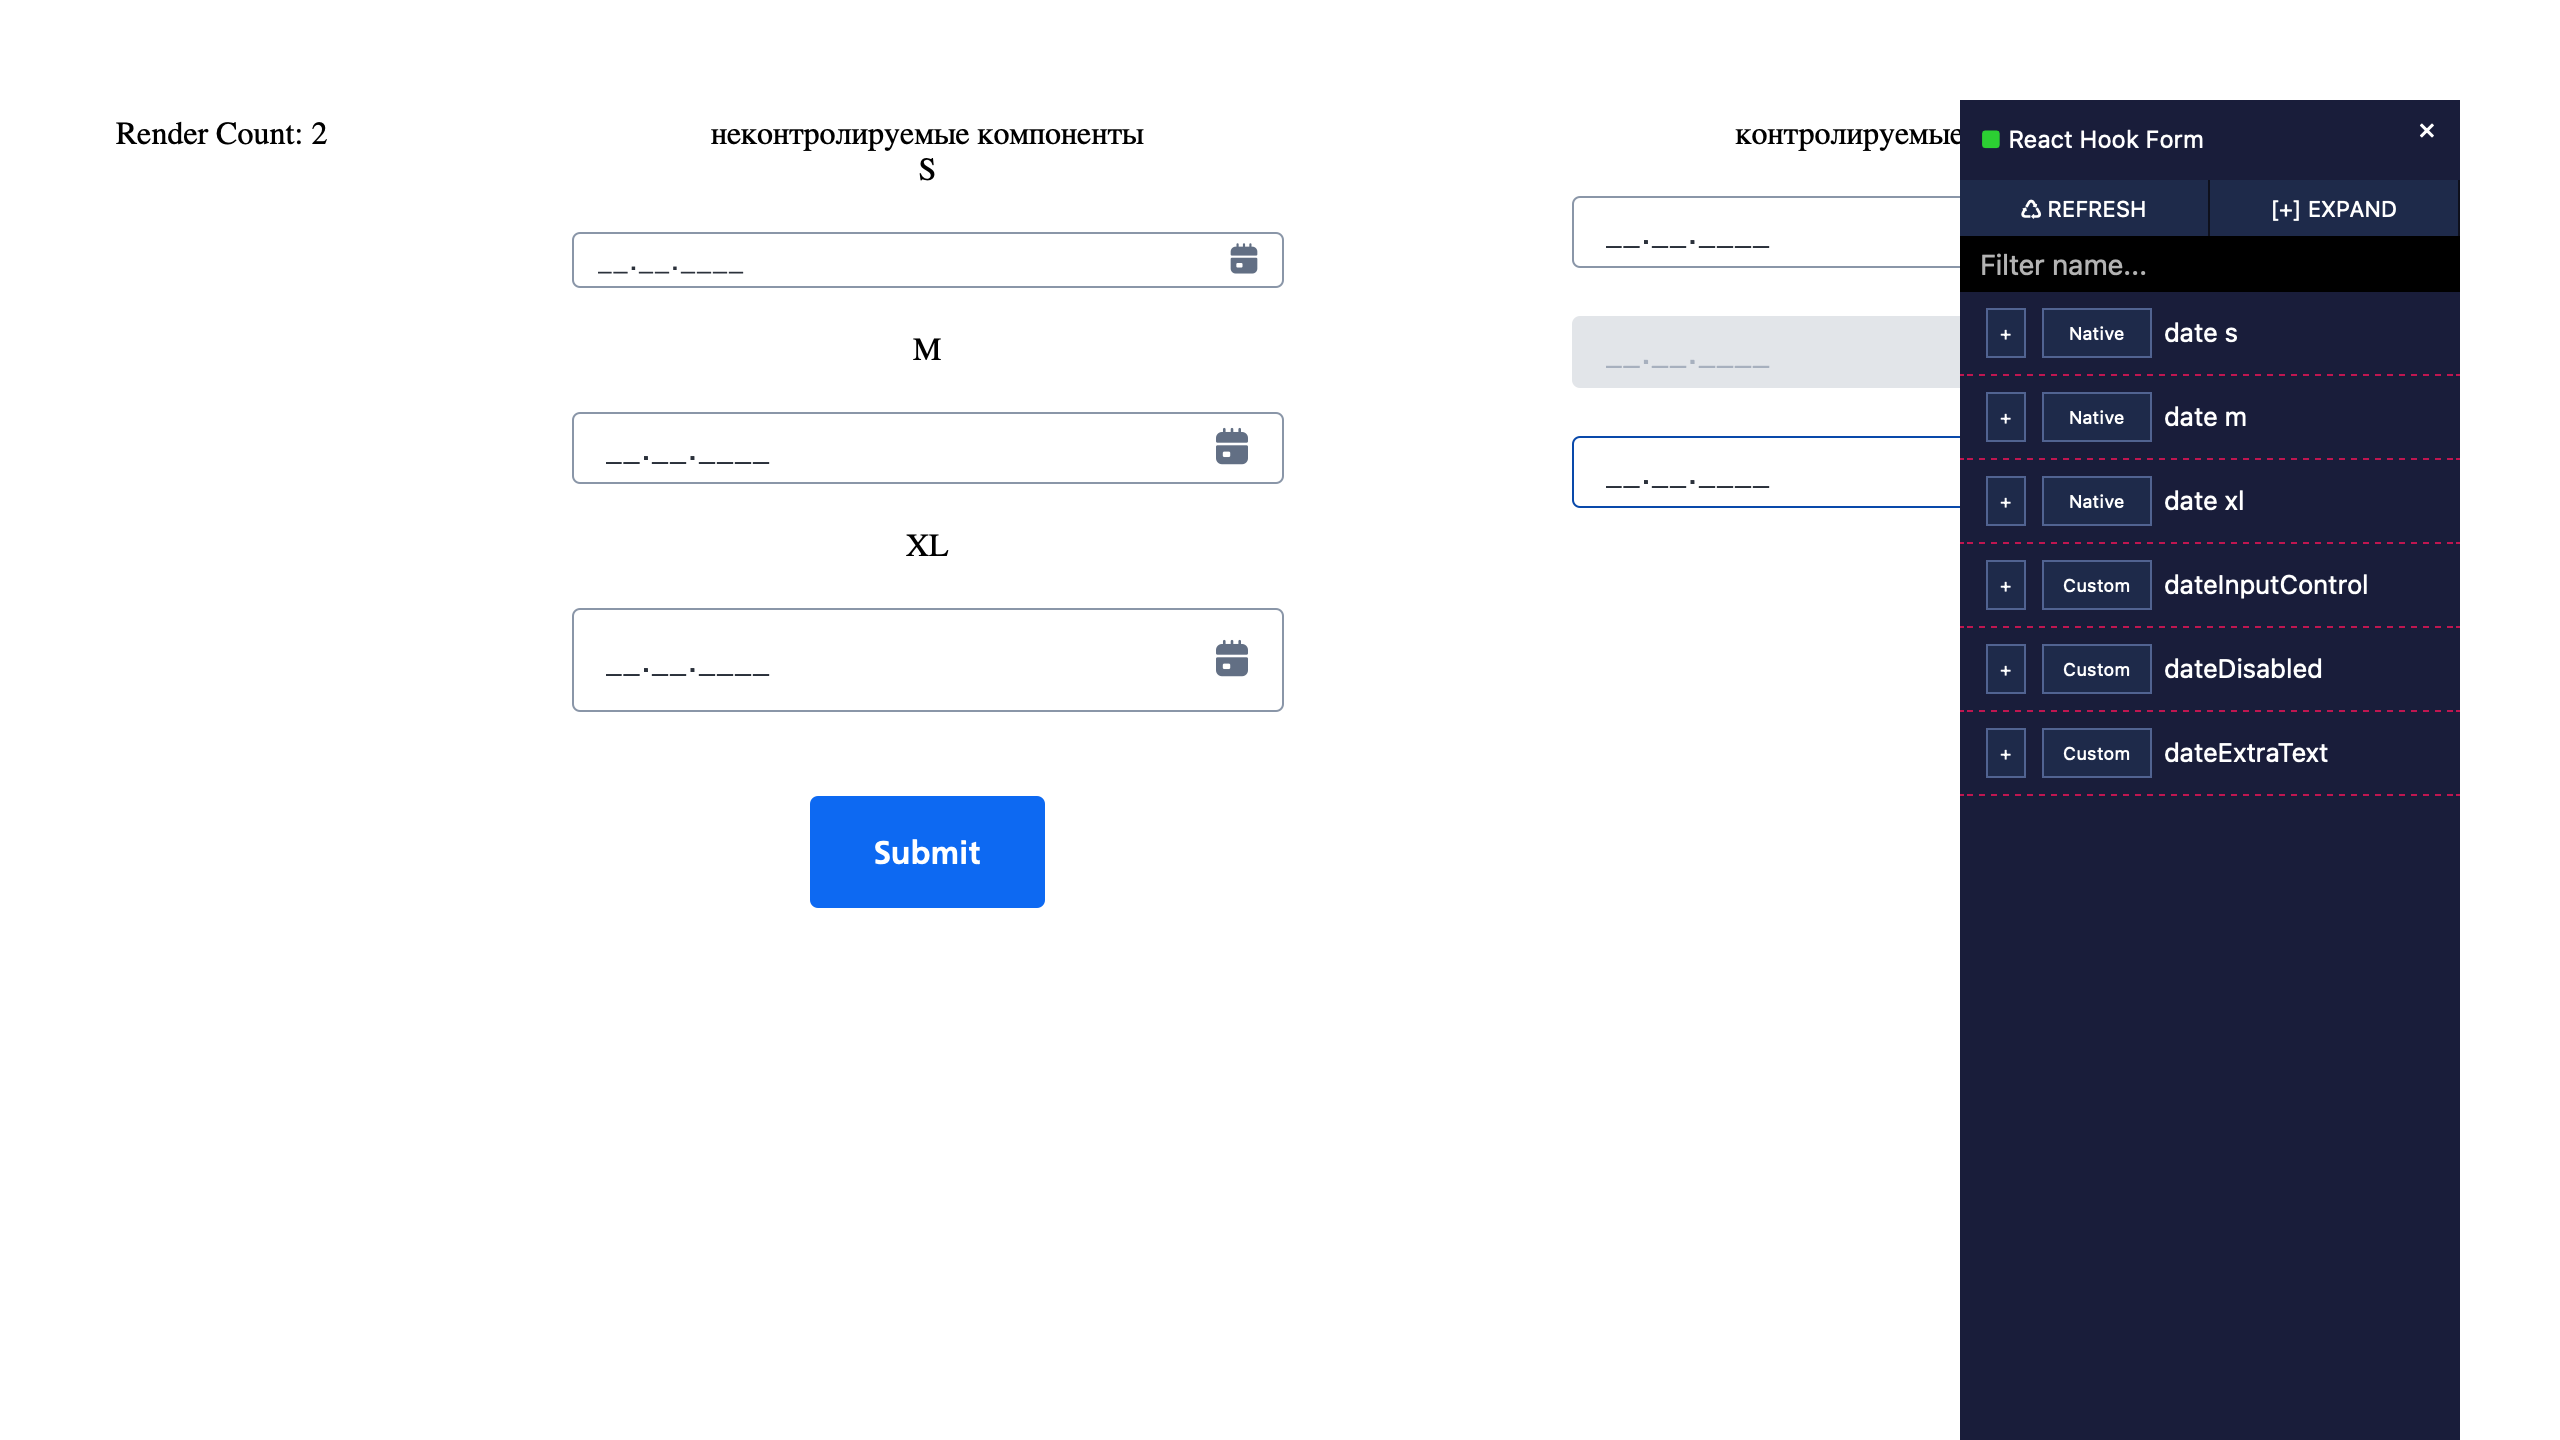 Render Count: 2
неконтролируемые компоненты
S
__.__.____
M
__.__.____
XL
__.__.____
Submit
контролируемые
__.__.____
__.__.____
__.__.____
React Hook Form
×
♺ REFRESH
[+] EXPAND
Filter name...
+ Native date s
+ Native date m
+ Native date xl
+ Custom dateInputControl
+ Custom dateDisabled
+ Custom dateExtraText